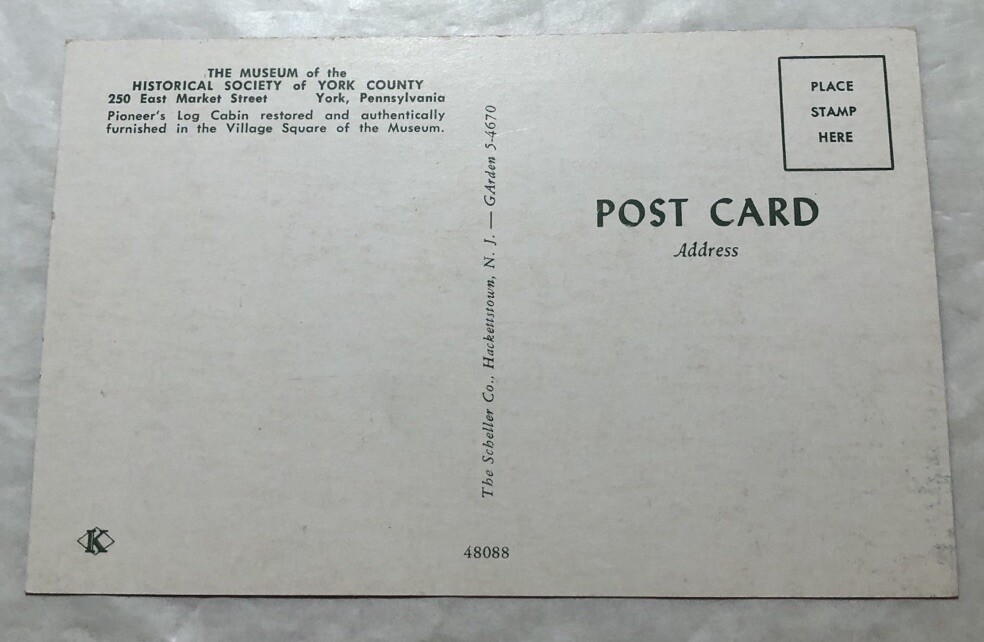 THE MUSEUM of the
HISTORICAL SOCIETY of YORK COUNTY
250 East Market Street York, Pennsylvania
Pioneer's Log Cabin restored and authentically
furnished in the Village Square of the Museum.
The Scheller Co., Hackettstown, N. J. — GArden 5-4670
PLACE
STAMP
HERE
POST CARD
Address
K
48088